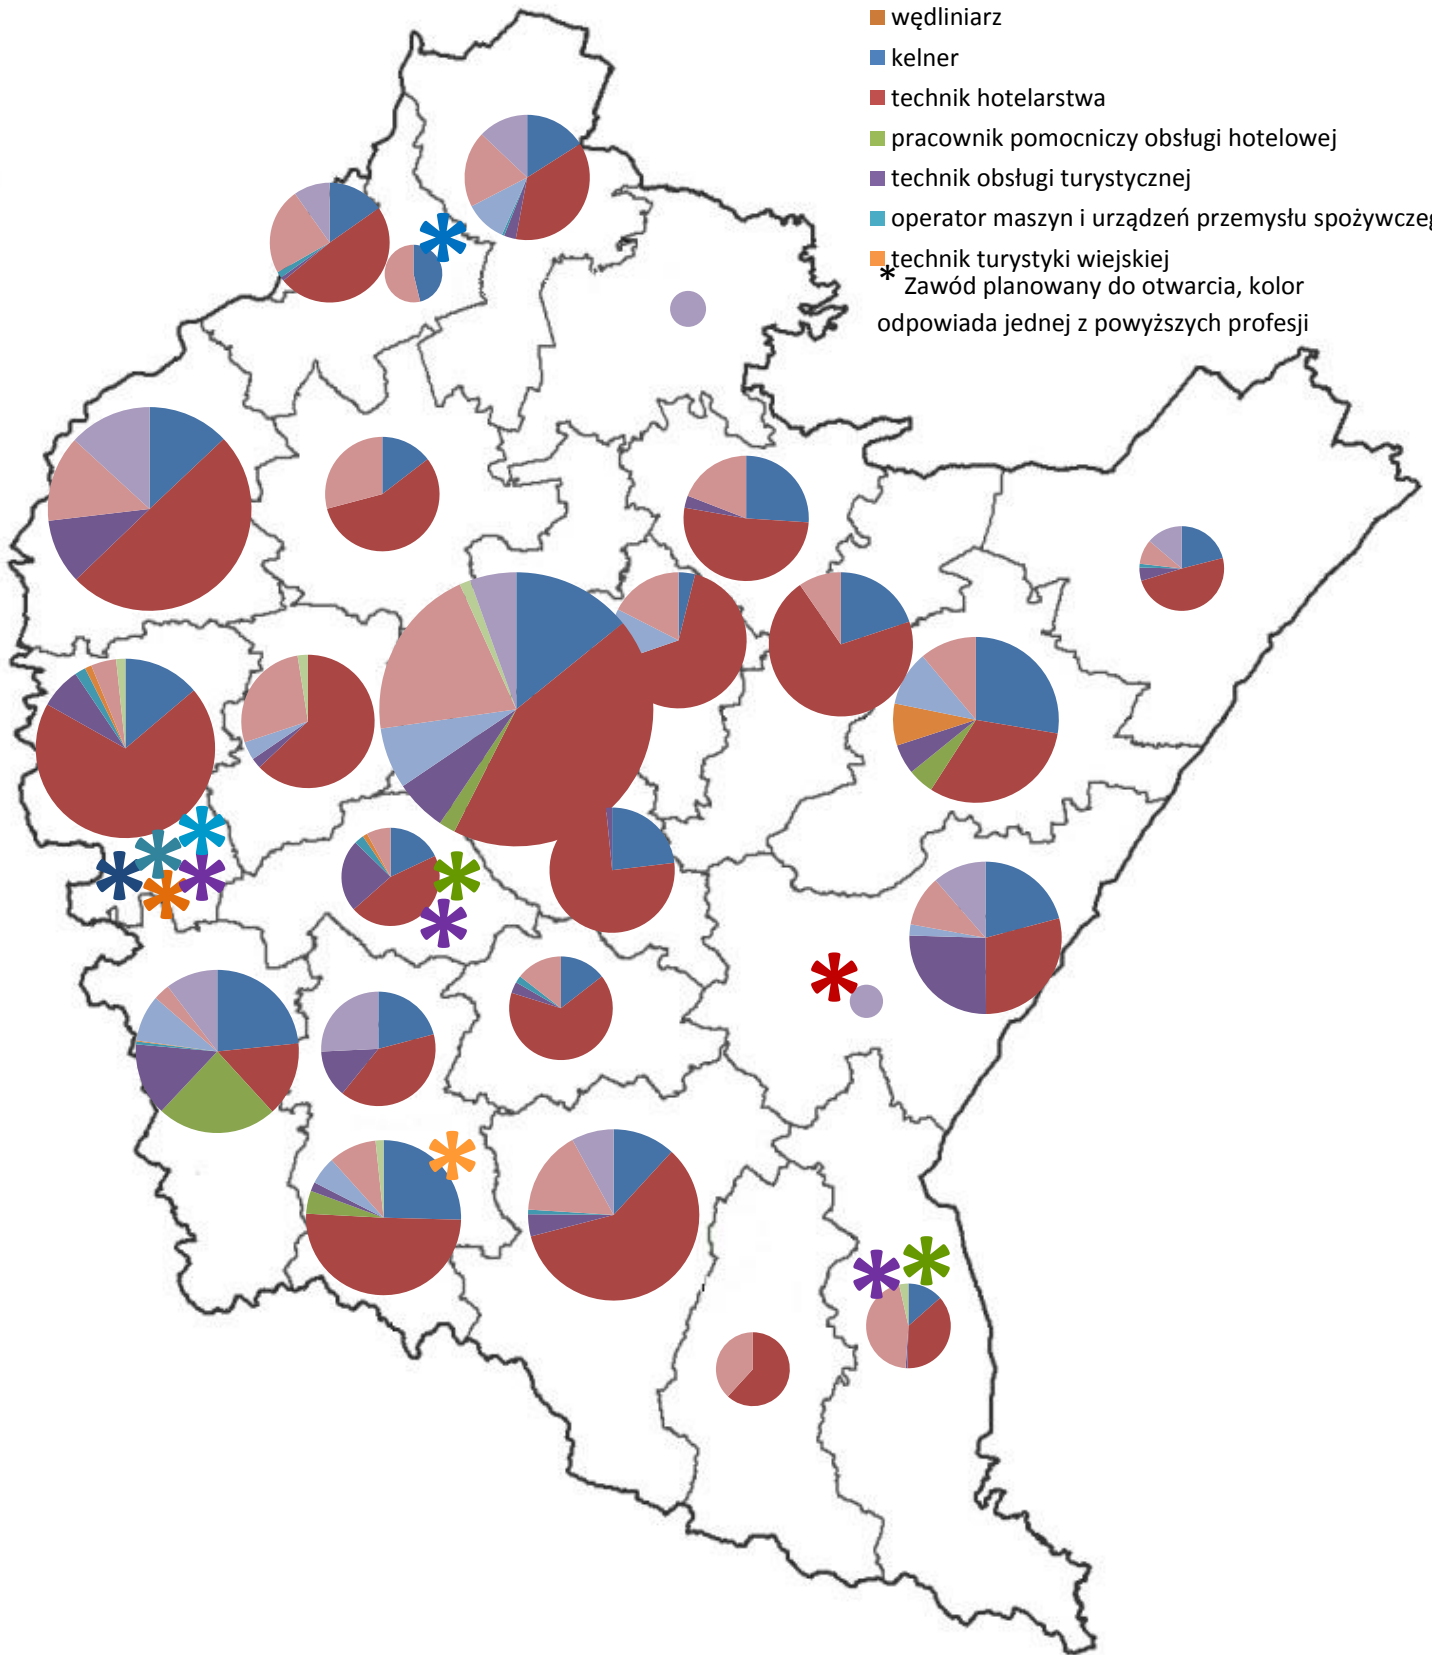 wędliniarz
kelner
technik hotelarstwa
pracownik pomocniczy obsługi hotelowej
technik obsługi turystycznej
operator maszyn i urządzeń przemysłu spożywczeg
technik turystyki wiejskiej
* Zawód planowany do otwarcia, kolor
odpowiada jednej z powyższych profesji